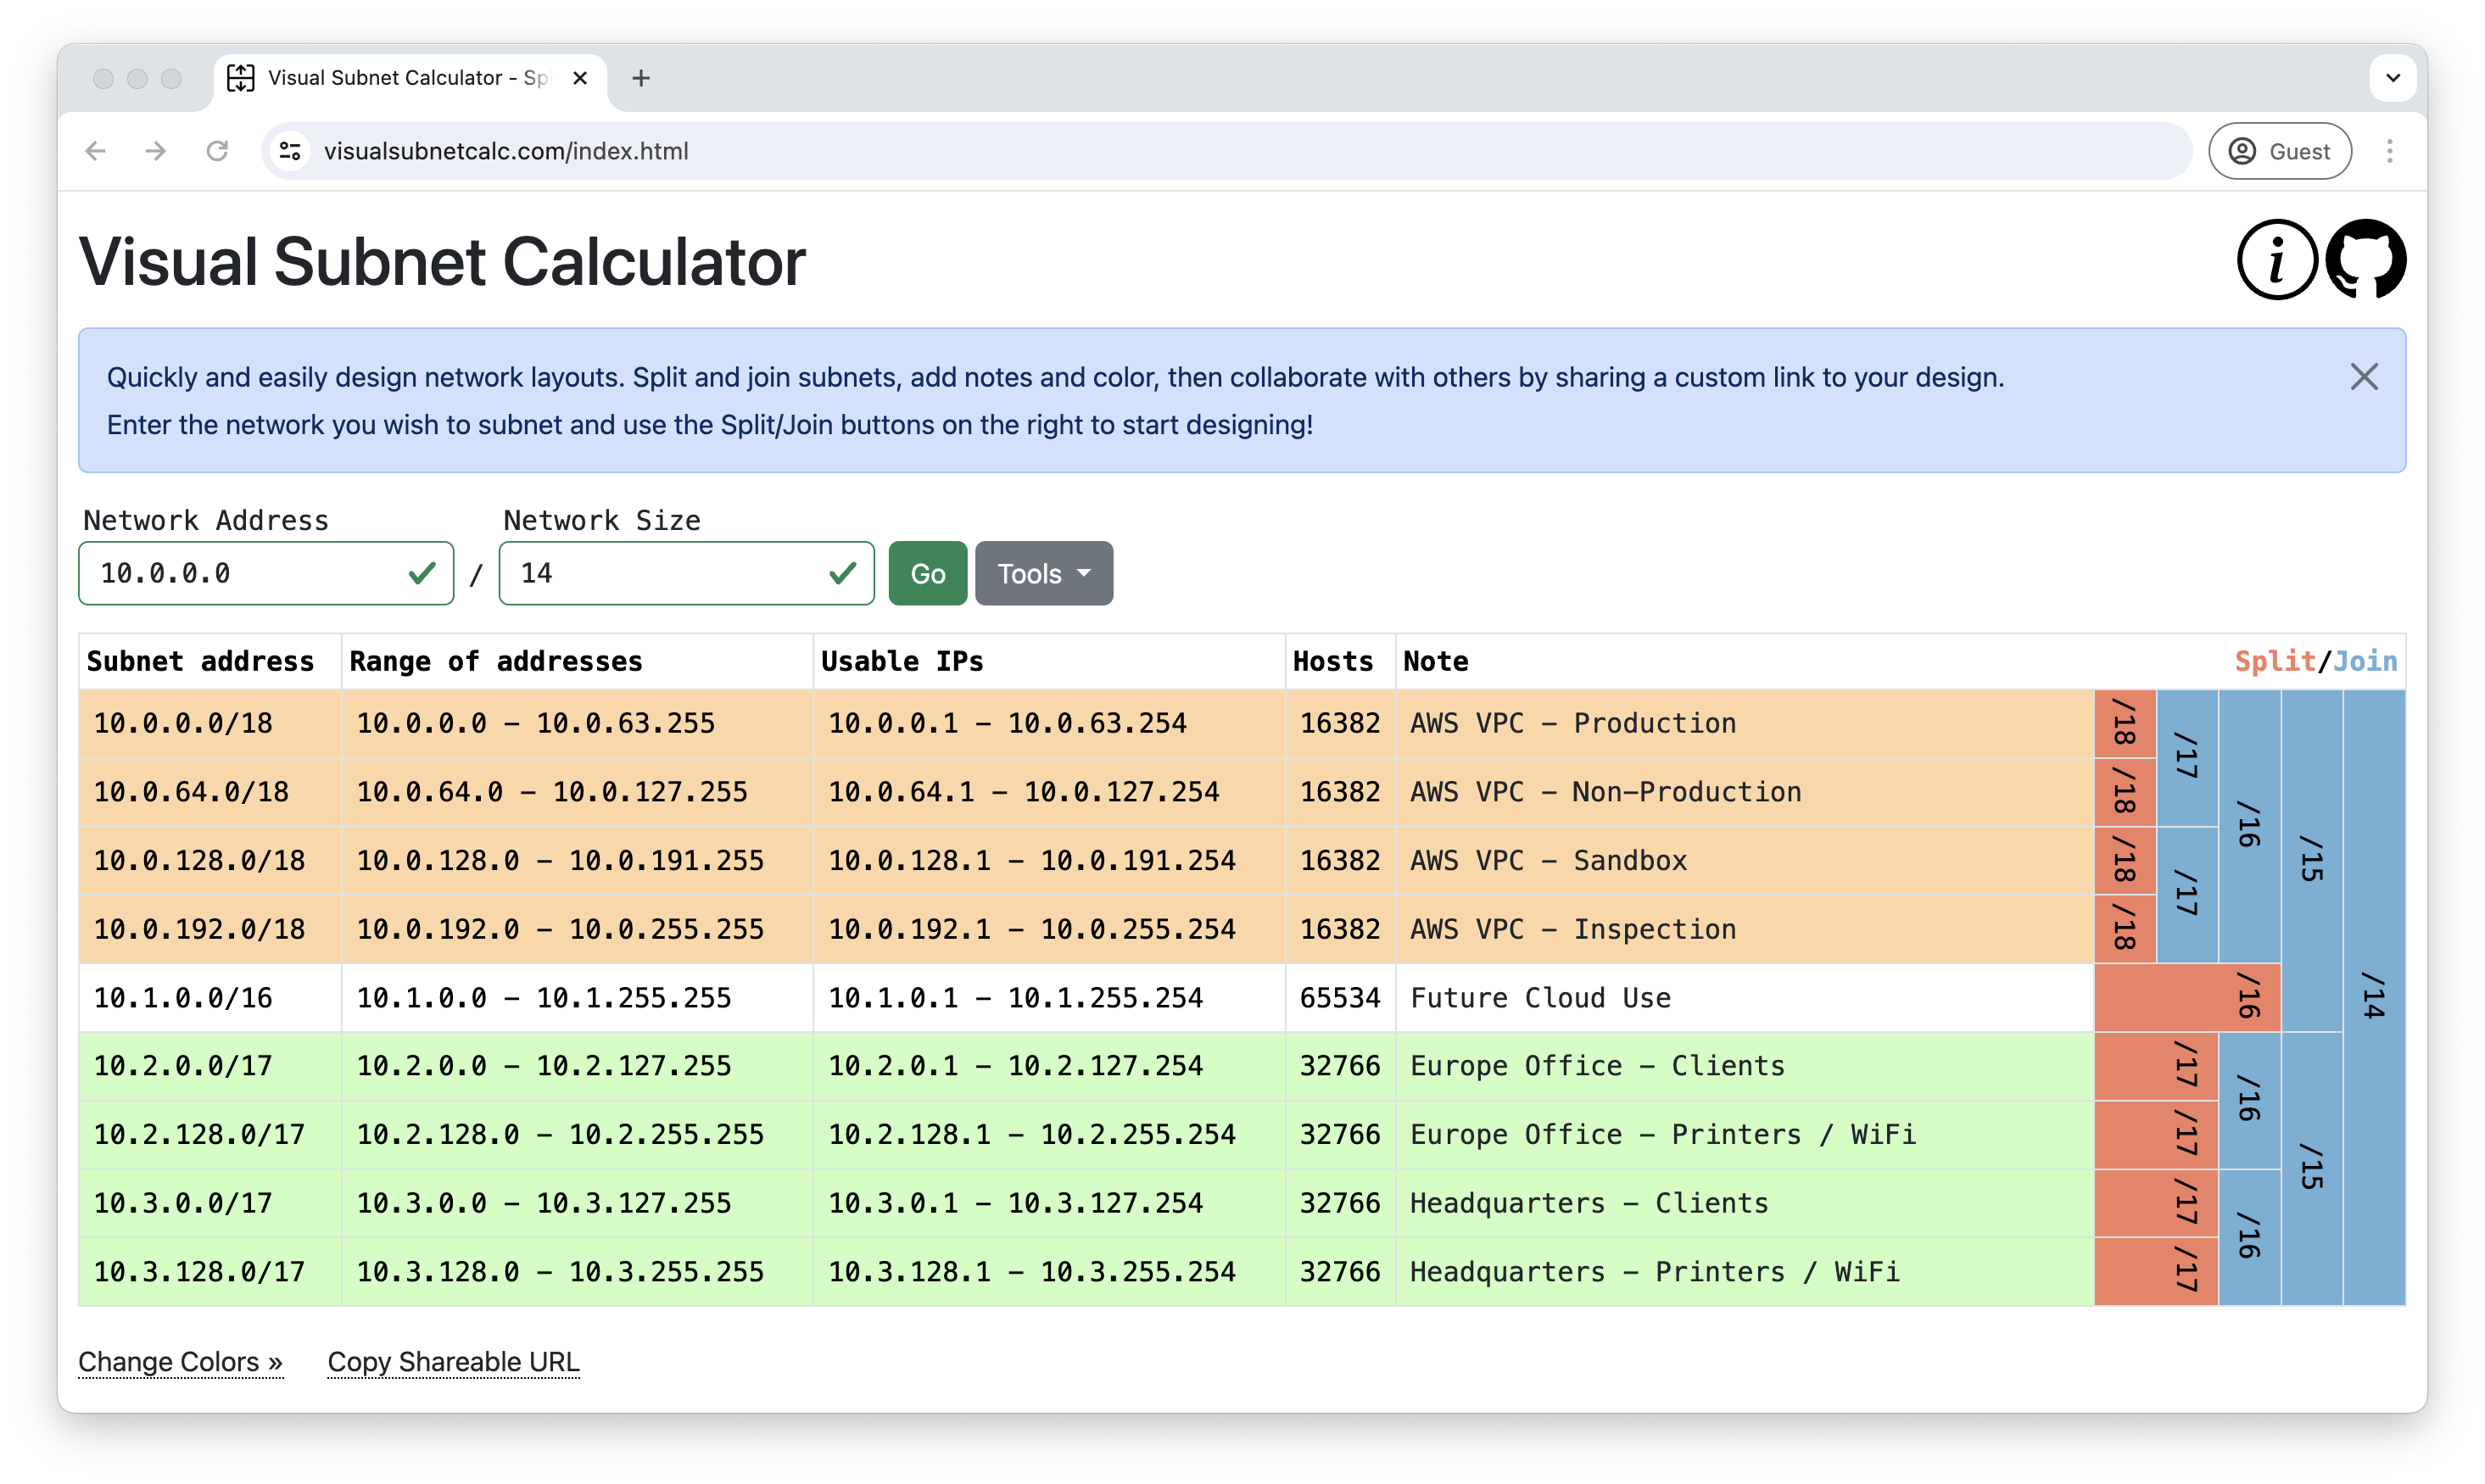 Visual Subnet Calculator - Sp
visualsubnetcalc.com/index.html
Guest
Visual Subnet Calculator
i
Quickly and easily design network layouts. Split and join subnets, add notes and color, then collaborate with others by sharing a custom link to your design.
Enter the network you wish to subnet and use the Split/Join buttons on the right to start designing!
Network Address Network Size
10.0.0.0 / 14 Go Tools
Subnet address Range of addresses Usable IPs Hosts Note Split/Join
10.0.0.0/18 10.0.0.0 – 10.0.63.255 10.0.0.1 – 10.0.63.254 16382 AWS VPC – Production /18 /17 /16 /15 /14
10.0.64.0/18 10.0.64.0 – 10.0.127.255 10.0.64.1 – 10.0.127.254 16382 AWS VPC – Non–Production /18
10.0.128.0/18 10.0.128.0 – 10.0.191.255 10.0.128.1 – 10.0.191.254 16382 AWS VPC – Sandbox /18 /17
10.0.192.0/18 10.0.192.0 – 10.0.255.255 10.0.192.1 – 10.0.255.254 16382 AWS VPC – Inspection /18
10.1.0.0/16 10.1.0.0 – 10.1.255.255 10.1.0.1 – 10.1.255.254 65534 Future Cloud Use /16
10.2.0.0/17 10.2.0.0 – 10.2.127.255 10.2.0.1 – 10.2.127.254 32766 Europe Office – Clients /17 /16 /15
10.2.128.0/17 10.2.128.0 – 10.2.255.255 10.2.128.1 – 10.2.255.254 32766 Europe Office – Printers / WiFi /17
10.3.0.0/17 10.3.0.0 – 10.3.127.255 10.3.0.1 – 10.3.127.254 32766 Headquarters – Clients /17 /16
10.3.128.0/17 10.3.128.0 – 10.3.255.255 10.3.128.1 – 10.3.255.254 32766 Headquarters – Printers / WiFi /17
Change Colors » Copy Shareable URL